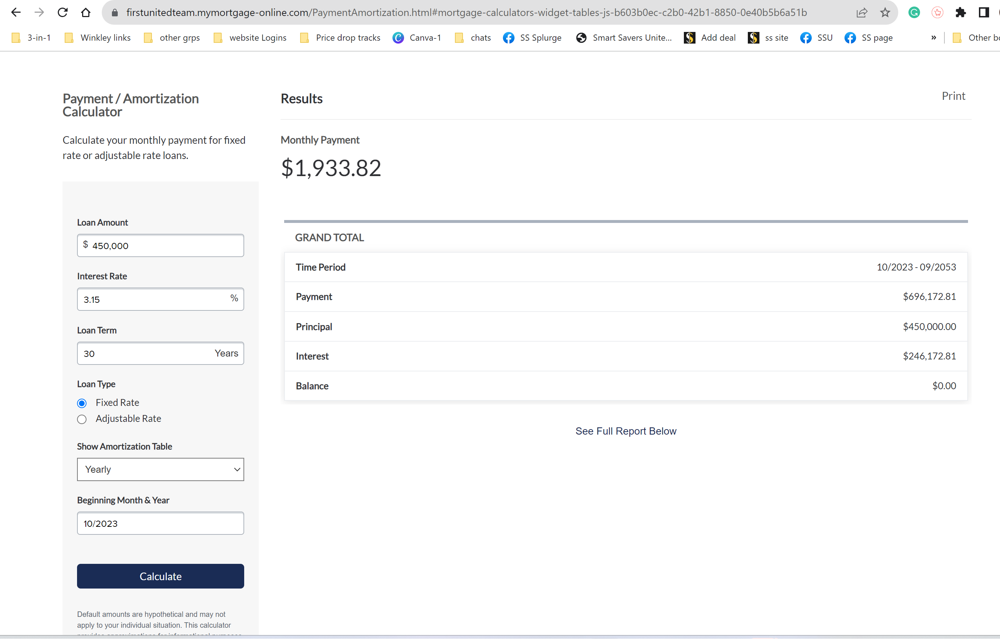 firstunitedteam.mymortgage-online.com/PaymentAmortization.html#mortgage-calculators-widget-tables-js-b603b0ec-c2b0-42b1-8850-0e40b5b6a51b
3-in-1 Winkley links other grps website Logins Price drop tracks Canva-1 chats SS Splurge Smart Savers Unite... Add deal ss site SSU SS page » Other
Payment / Amortization
Calculator
Calculate your monthly payment for fixed
rate or adjustable rate loans.
Loan Amount
$ 450,000
Interest Rate
3.15 %
Loan Term
30 Years
Loan Type
Fixed Rate
Adjustable Rate
Show Amortization Table
Yearly
Beginning Month & Year
10/2023
Calculate
Default amounts are hypothetical and may not
apply to your individual situation. This calculator
Results
Print
Monthly Payment
$1,933.82
GRAND TOTAL
Time Period 10/2023 - 09/2053
Payment $696,172.81
Principal $450,000.00
Interest $246,172.81
Balance $0.00
See Full Report Below